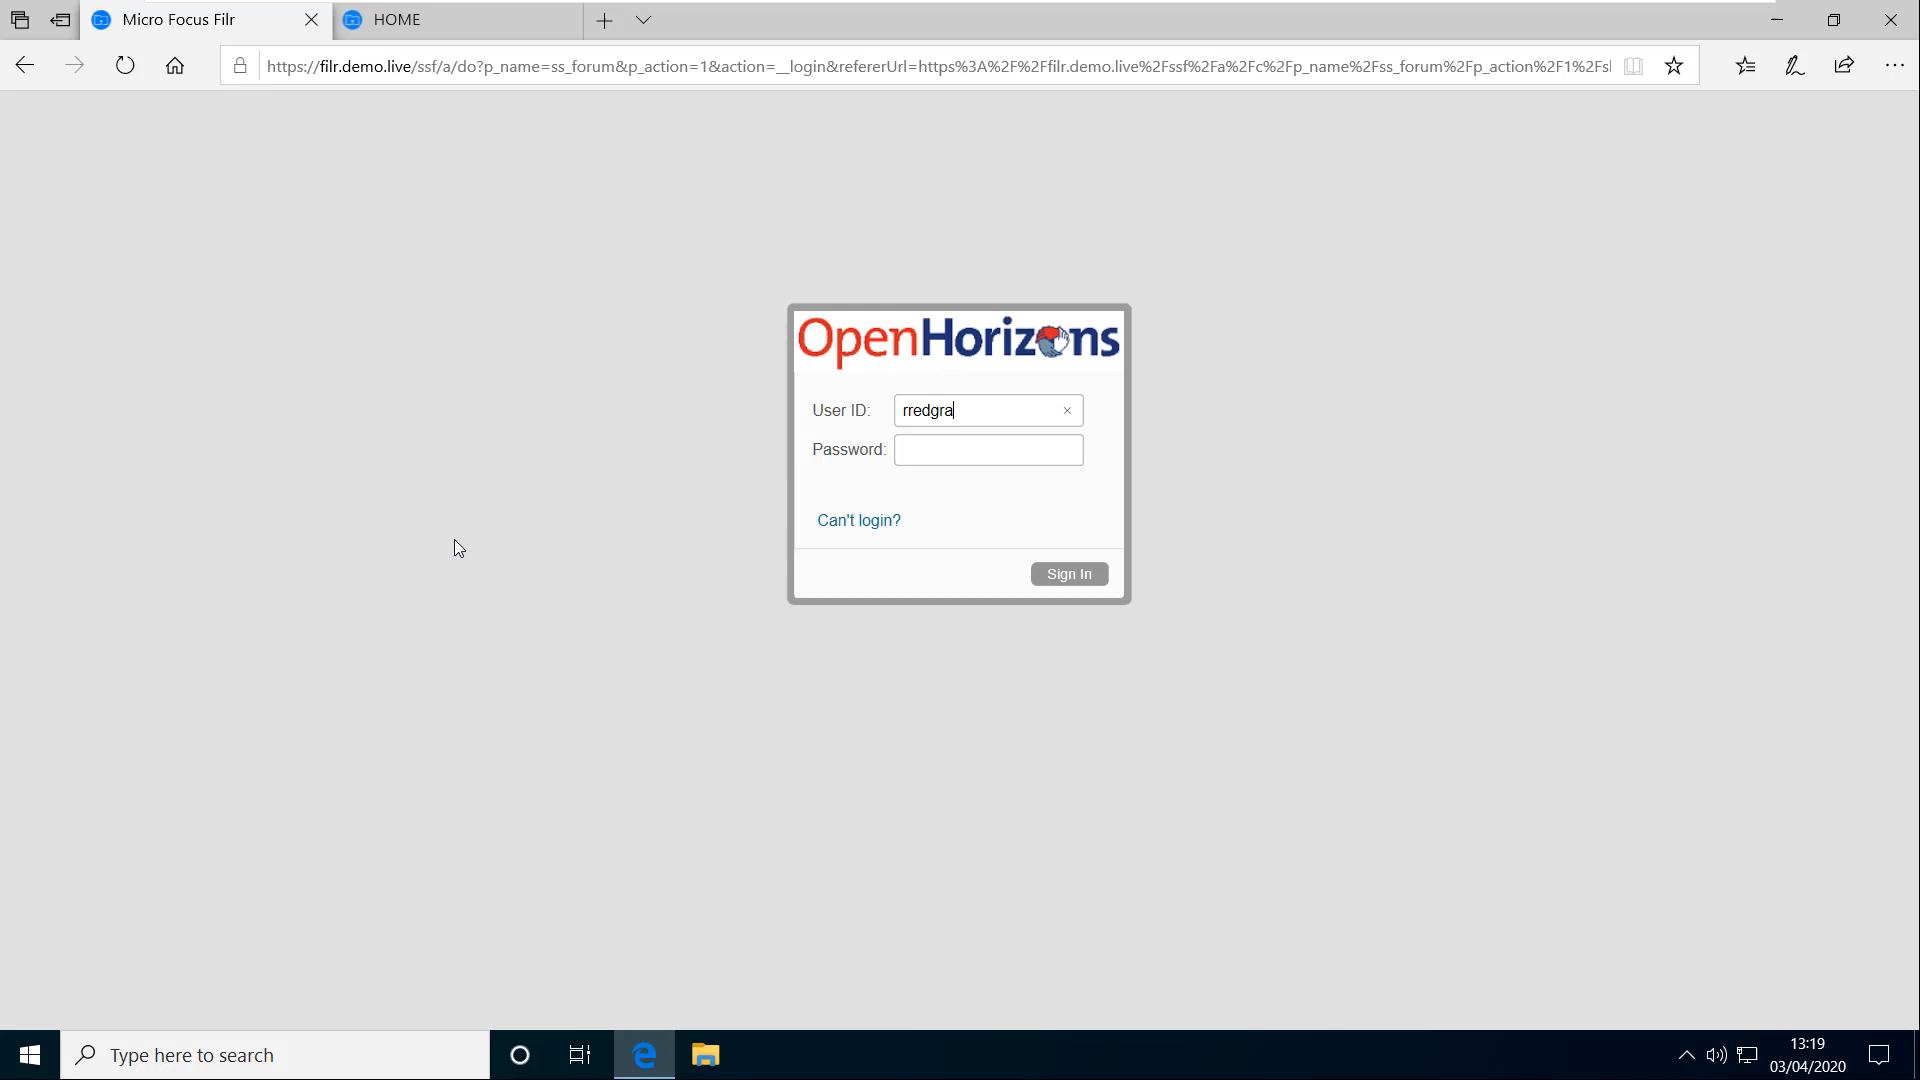 Micro Focus Filr
HOME
https://filr.demo.live/ssf/a/do?p_name=ss_forum&p_action=1&action=__login&refererUrl=https%3A%2F%2Ffilr.demo.live%2Fssf%2Fa%2Fc%2Fp_name%2Fss_forum%2Fp_action%2F1%2Fs
OpenHorizons
User ID: rredgra
Password:
Can't login?
Sign In
Type here to search
13:19
03/04/2020